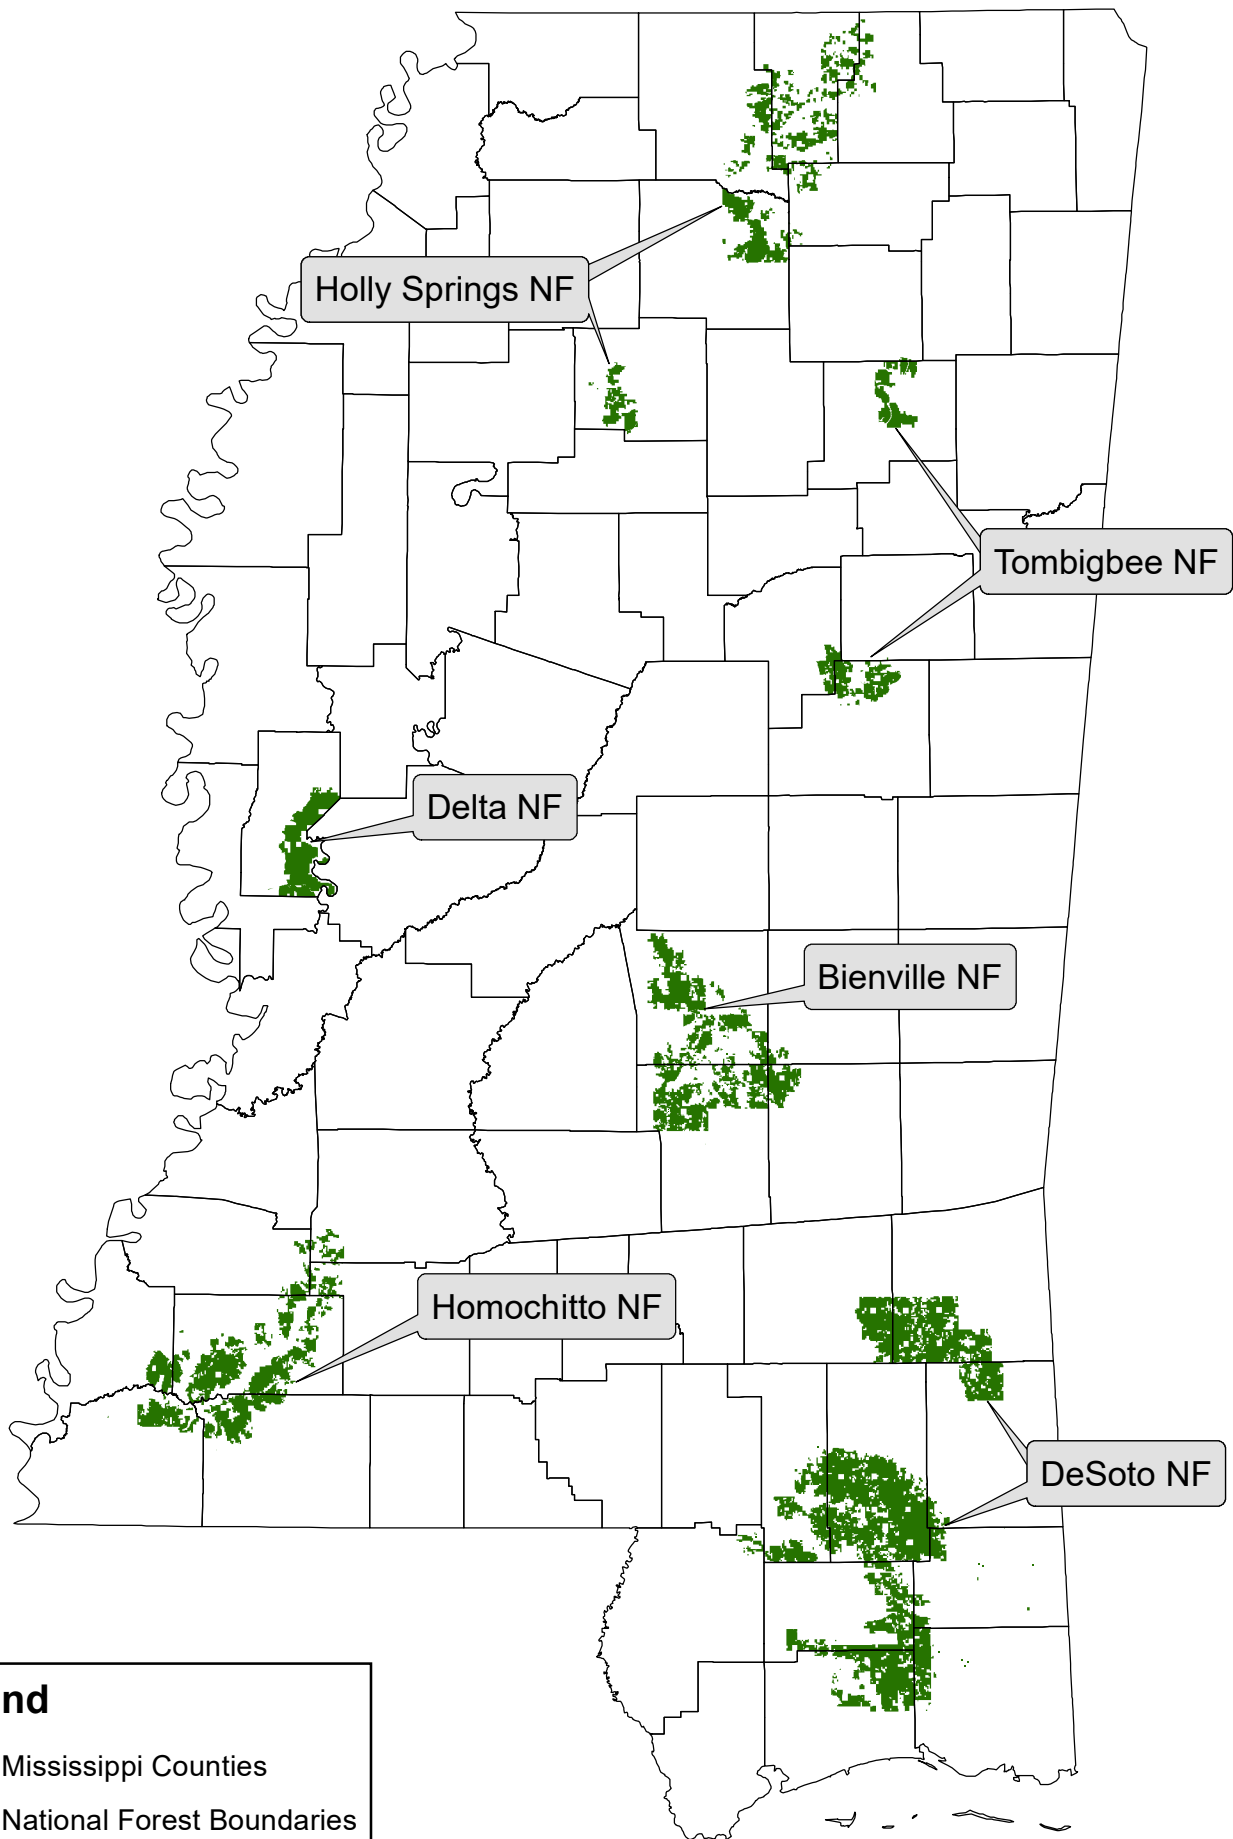 Holly Springs NF
Tombigbee NF
Delta NF
Bienville NF
Homochitto NF
DeSoto NF
nd
Mississippi Counties
National Forest Boundaries